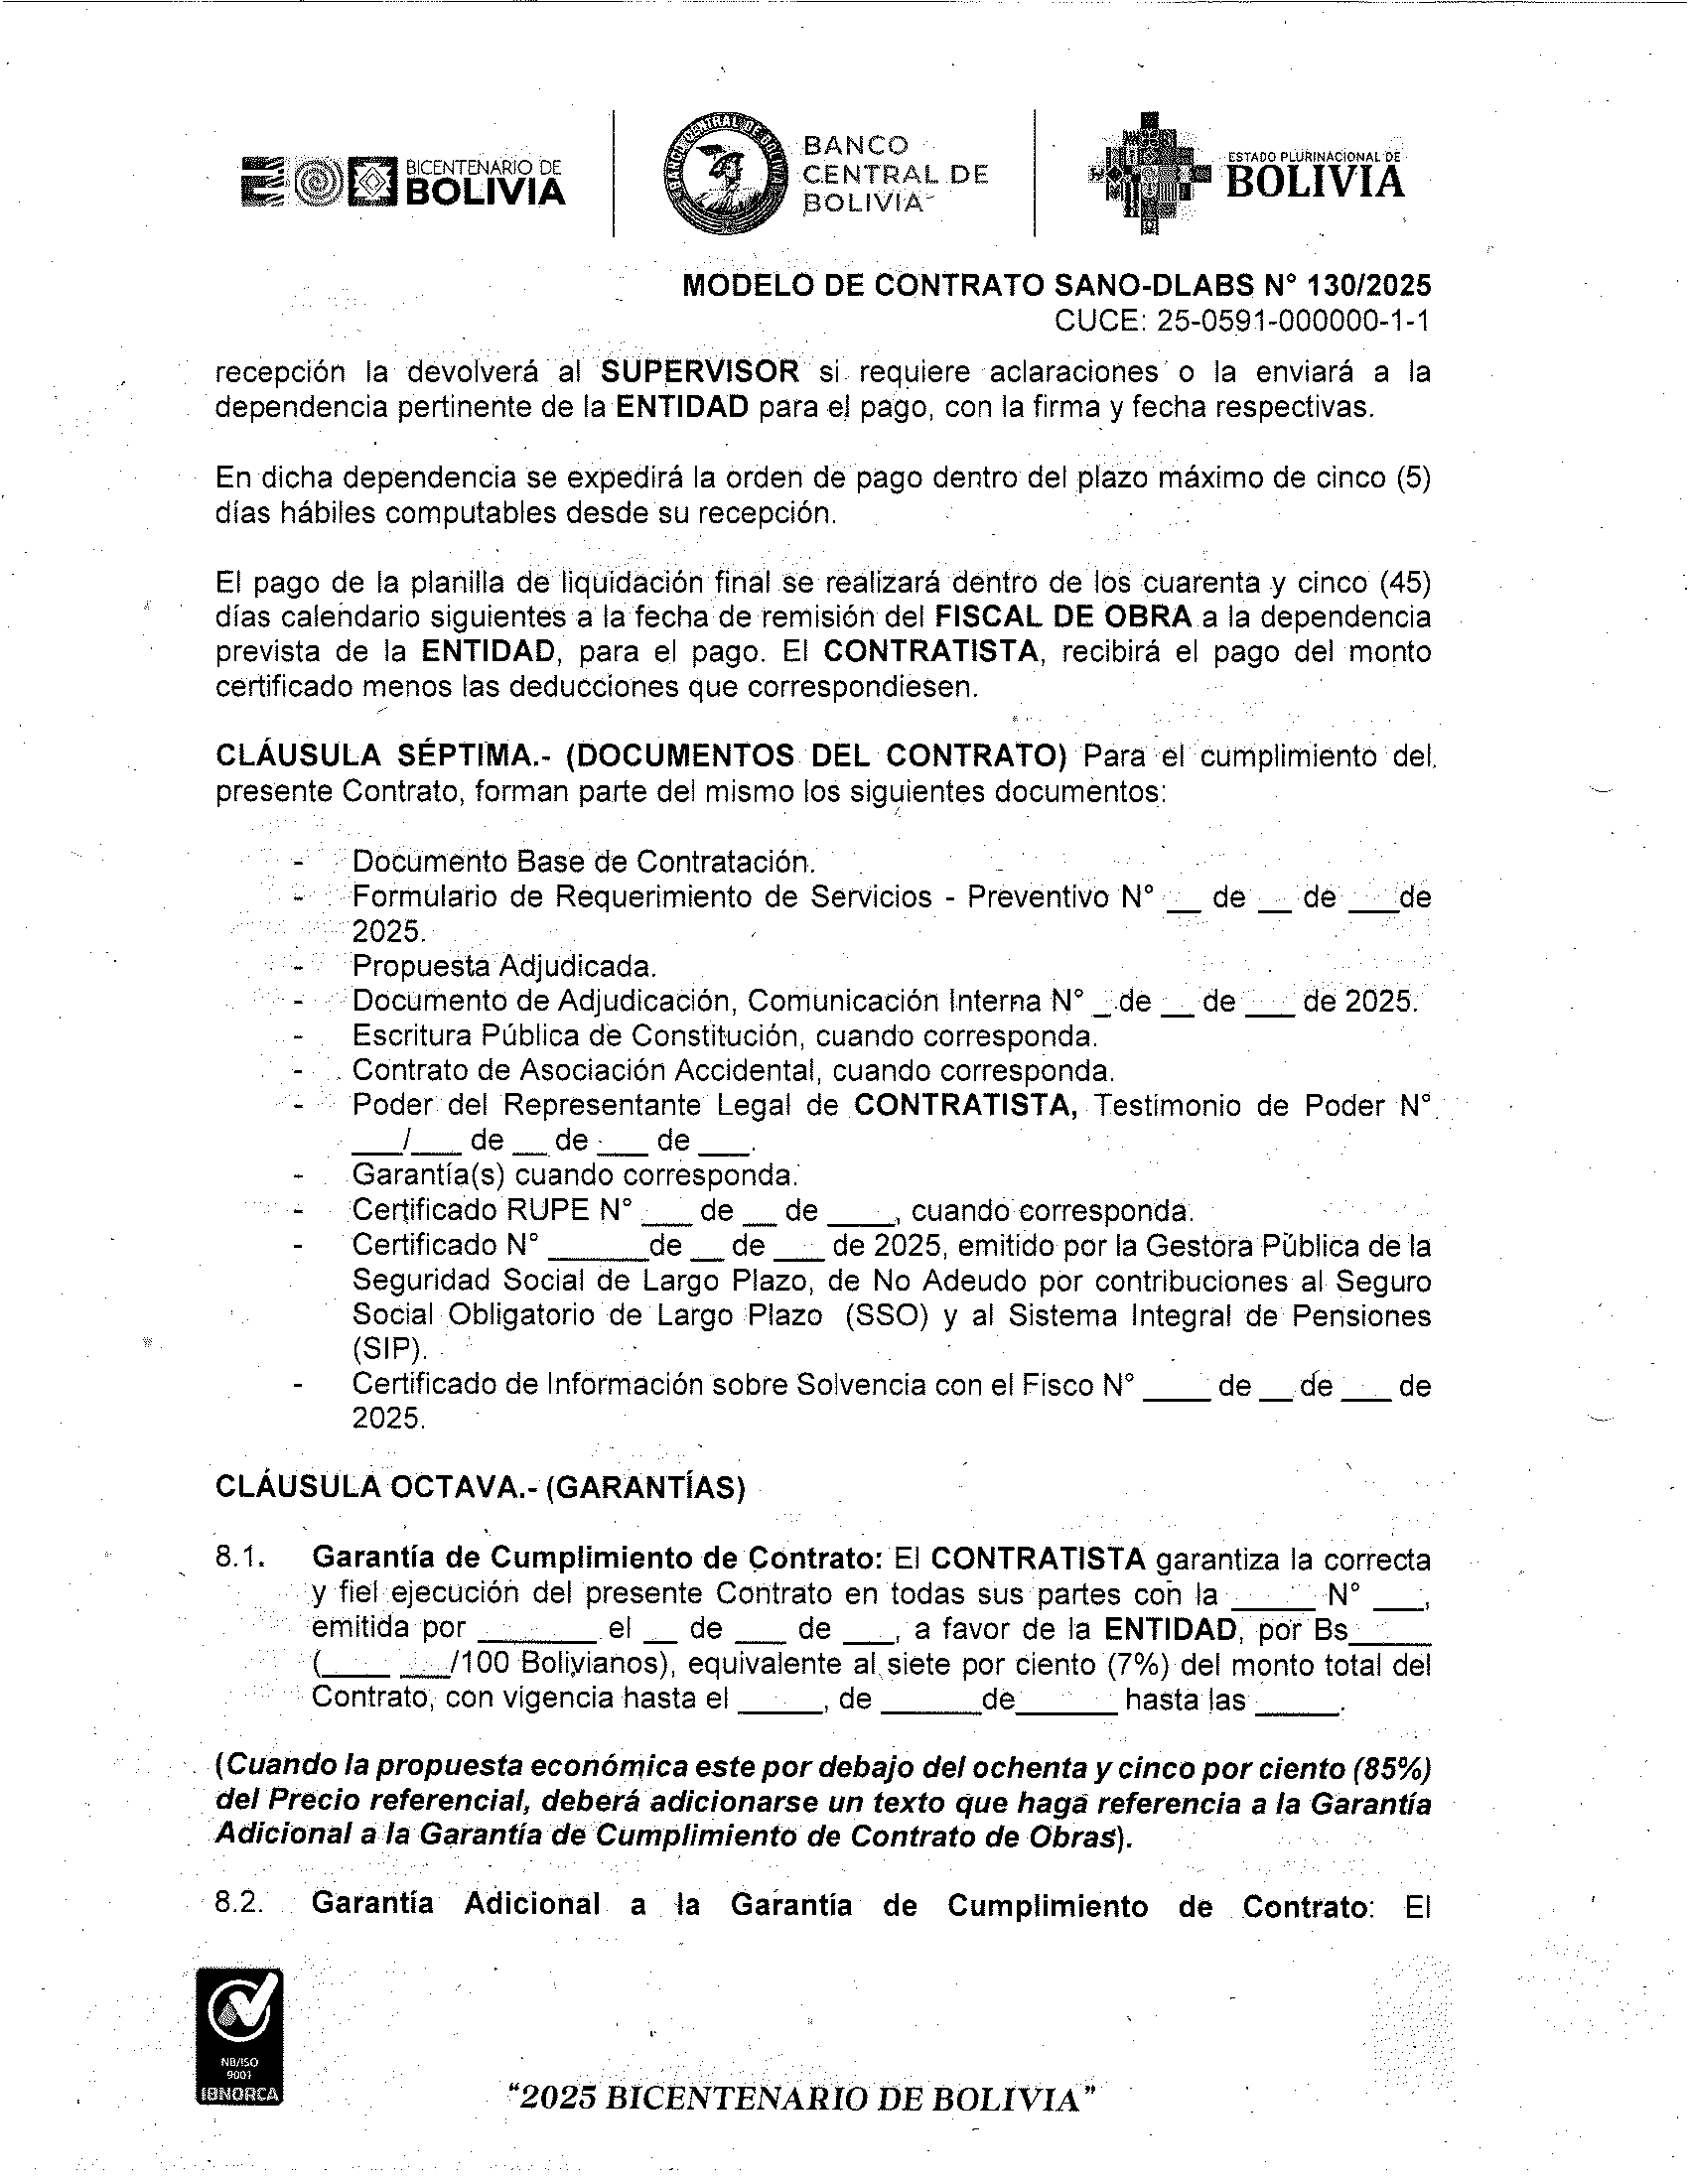 BICENTENARIO DE
BOLIVIA
BANCO CENTRAL DE BOLIVIA
BANCO
CENTRAL DE
BOLIVIA
ESTADO PLURINACIONAL DE
BOLIVIA
MODELO DE CONTRATO SANO-DLABS N° 130/2025
CUCE: 25-0591-000000-1-1
recepción la devolverá al SUPERVISOR si requiere aclaraciones o la enviará a la
dependencia pertinente de la ENTIDAD para el pago, con la firma y fecha respectivas.
En dicha dependencia se expedirá la orden de pago dentro del plazo máximo de cinco (5)
días hábiles computables desde su recepción.
El pago de la planilla de liquidación final se realizará dentro de los cuarenta y cinco (45)
días calendario siguientes a la fecha de remisión del FISCAL DE OBRA a la dependencia
prevista de la ENTIDAD, para el pago. El CONTRATISTA, recibirá el pago del monto
certificado menos las deducciones que correspondiesen.
CLÁUSULA SÉPTIMA.- (DOCUMENTOS DEL CONTRATO) Para el cumplimiento del
presente Contrato, forman parte del mismo los siguientes documentos:
- Documento Base de Contratación.
- Formulario de Requerimiento de Servicios - Preventivo N° __ de __ de ___de
2025.
- Propuesta Adjudicada.
- Documento de Adjudicación, Comunicación Interna N° _ de __ de ___ de 2025.
- Escritura Pública de Constitución, cuando corresponda.
- Contrato de Asociación Accidental, cuando corresponda.
- Poder del Representante Legal de CONTRATISTA, Testimonio de Poder N°
___/___ de __ de ___ de ___.
- Garantía(s) cuando corresponda.
- Certificado RUPE N° ___ de __ de ____, cuando corresponda.
- Certificado N° ______de __ de ___ de 2025, emitido por la Gestora Pública de la
Seguridad Social de Largo Plazo, de No Adeudo por contribuciones al Seguro
Social Obligatorio de Largo Plazo (SSO) y al Sistema Integral de Pensiones
(SIP).
- Certificado de Información sobre Solvencia con el Fisco N° ____ de __ de ___ de
2025.
CLÁUSULA OCTAVA.- (GARANTÍAS)
8.1. Garantía de Cumplimiento de Contrato: El CONTRATISTA garantiza la correcta
y fiel ejecución del presente Contrato en todas sus partes con la _____ N° ___,
emitida por _______ el __ de ___ de ___, a favor de la ENTIDAD, por Bs_____
(____ ___/100 Bolivianos), equivalente al siete por ciento (7%) del monto total del
Contrato, con vigencia hasta el _____, de ______de______ hasta las _____.
(Cuando la propuesta económica este por debajo del ochenta y cinco por ciento (85%)
del Precio referencial, deberá adicionarse un texto que haga referencia a la Garantía
Adicional a la Garantía de Cumplimiento de Contrato de Obras).
8.2. Garantía Adicional a la Garantía de Cumplimiento de Contrato: El
NB/ISO
9001
IBNORCA
"2025 BICENTENARIO DE BOLIVIA"